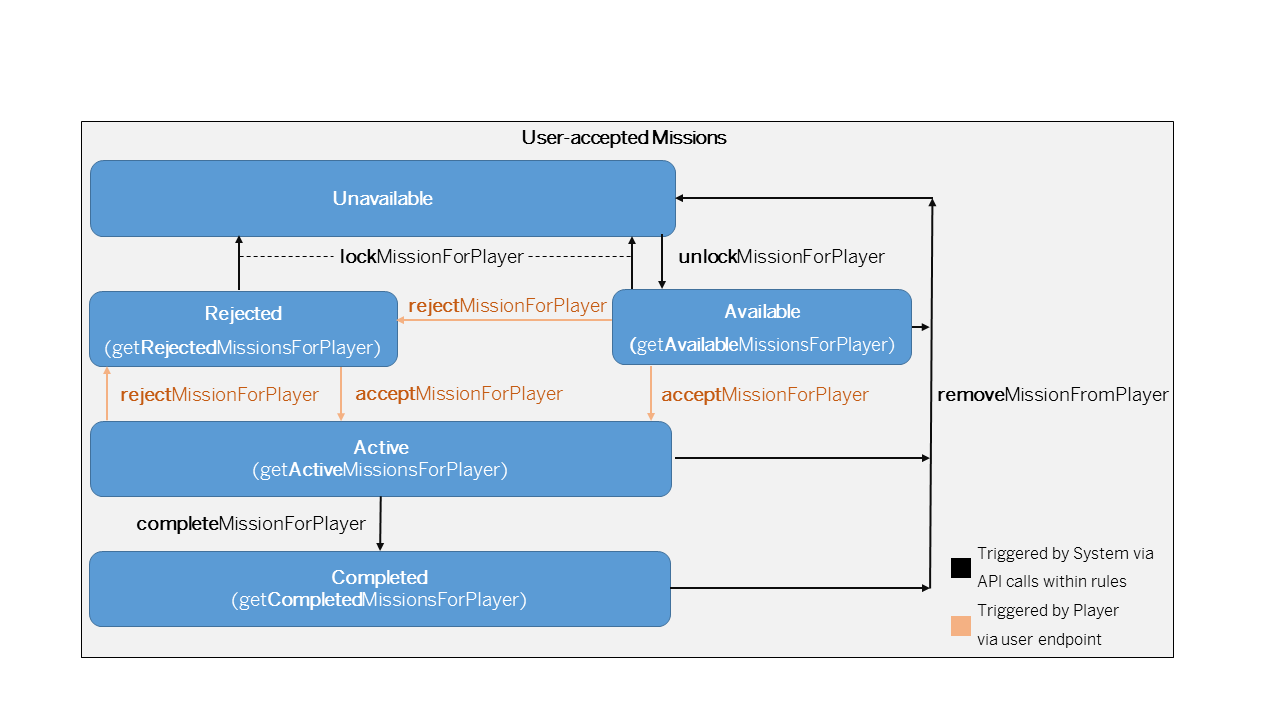 User-accepted Missions
Unavailable
lockMissionForPlayer
unlockMissionForPlayer
Rejected
(getRejectedMissionsForPlayer)
rejectMissionForPlayer
Available
(getAvailableMissionsForPlayer)
rejectMissionForPlayer
acceptMissionForPlayer
acceptMissionForPlayer
removeMissionFromPlayer
Active
(getActiveMissionsForPlayer)
completeMissionForPlayer
Completed
(getCompletedMissionsForPlayer)
Triggered by System via
API calls within rules
Triggered by Player
via user endpoint